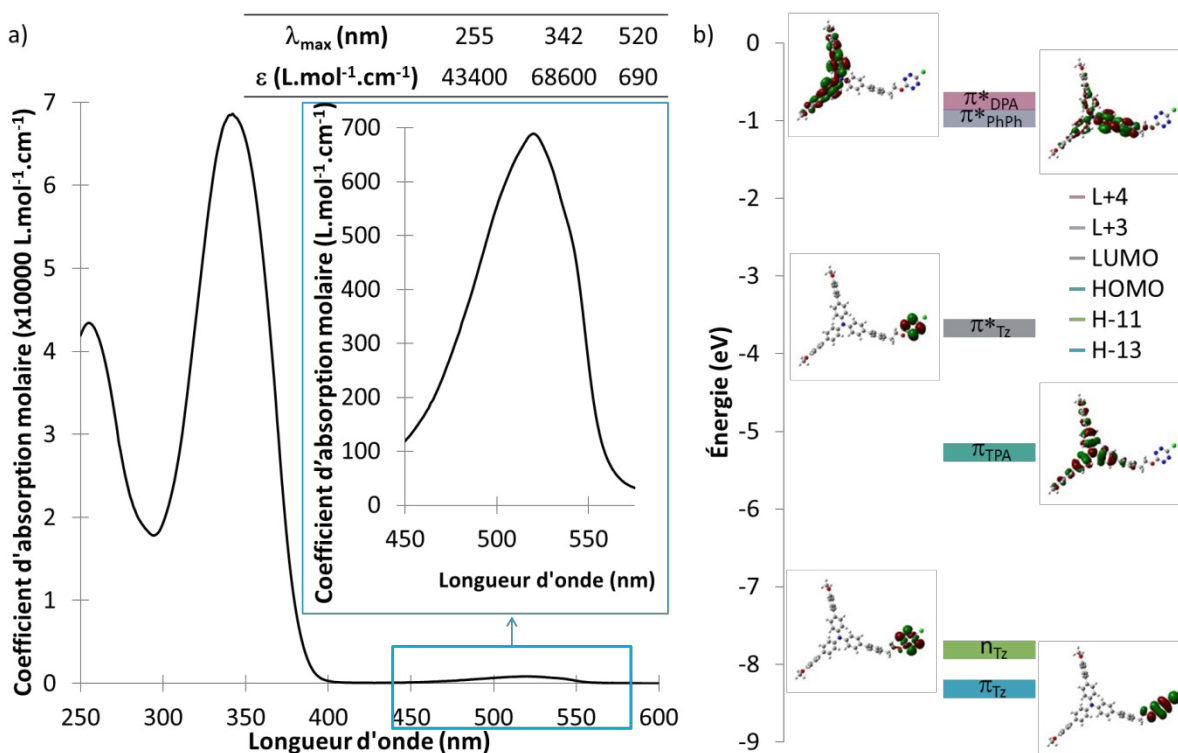 a)
λmax (nm) 255 342 520
ε (L.mol-1.cm-1) 43400 68600 690
Coefficient d'absorption molaire (x10000 L.mol-1.cm-1)
7
6
5
4
3
2
1
0
250 300 350 400 450 500 550 600
Longueur d'onde (nm)
Coefficient d'absorption molaire (L.mol-1.cm-1)
700
600
500
400
300
200
100
0
450 500 550
Longueur d'onde (nm)
b)
Énergie (eV)
0
-1
-2
-3
-4
-5
-6
-7
-8
-9
π*DPA
π*PhPh
π*Tz
πTPA
nTz
πTz
L+4
L+3
LUMO
HOMO
H-11
H-13